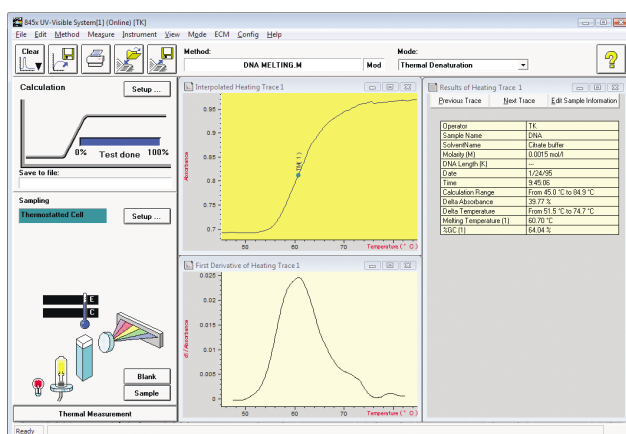 845x UV-Visible System[1] (Online) [TK]
File Edit Method Measure Instrument View Mode ECM Config Help
Clear
Method:
DNA MELTING.M
Mod
Mode:
Thermal Denaturation
Calculation
Setup ...
0% Test done 100%
Save to file:
Sampling
Thermostatted Cell
Setup ...
E
C
Blank
Sample
Thermal Measurement
Ready
Interpolated Heating Trace 1
Absorbance
0.95
0.9
0.85
0.8
0.75
0.7
TM( 1 )
50 60 70 Temperature (° C)
First Derivative of Heating Trace 1
0.025
0.02
0.015
0.01
0.005
0
50 60 70 Temperature (° C)
Results of Heating Trace 1
Previous Trace Next Trace Edit Sample Information
Operator TK
Sample Name DNA
SolventName Citrate buffer
Molarity (M) 0.0015 mol/l
DNA Length (K) ---
Date 1/24/95
Time 9:45:06
Calculation Range From 45.0 °C to 84.9 °C
Delta Absorbance 39.77 %
Delta Temperature From 51.5 °C to 74.7 °C
Melting Temperature (1) 60.70 °C
%GC (1) 64.04 %